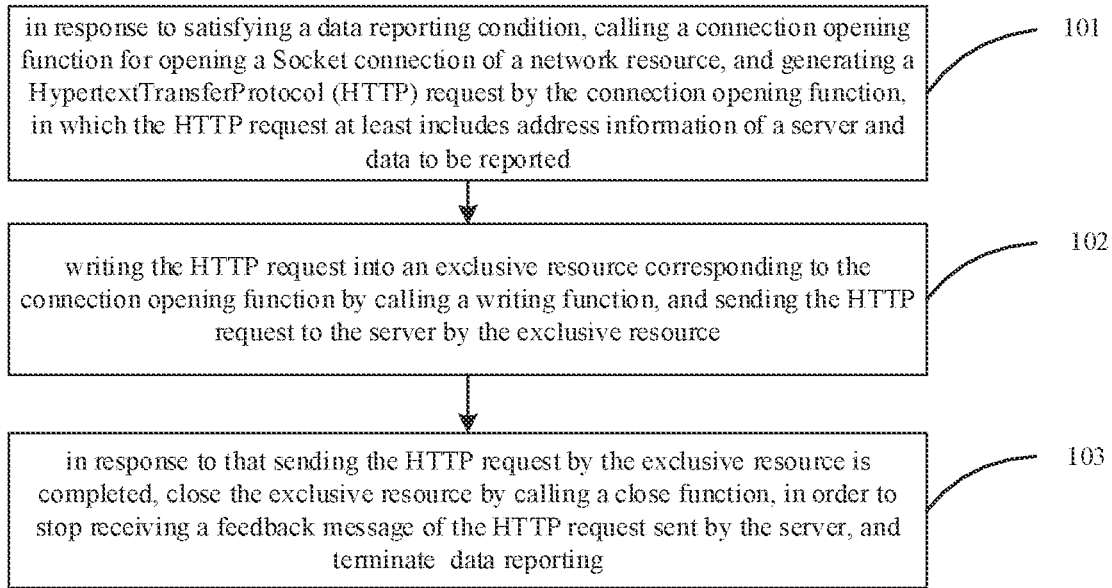 in response to satisfying a data reporting condition, calling a connection opening
function for opening a Socket connection of a network resource, and generating a
HypertextTransferProtocol (HTTP) request by the connection opening function,
in which the HTTP request at least includes address information of a server and
data to be reported
101
writing the HTTP request into an exclusive resource corresponding to the
connection opening function by calling a writing function, and sending the HTTP
request to the server by the exclusive resource
102
in response to that sending the HTTP request by the exclusive resource is
completed, close the exclusive resource by calling a close function, in order to
stop receiving a feedback message of the HTTP request sent by the server, and
terminate data reporting
103